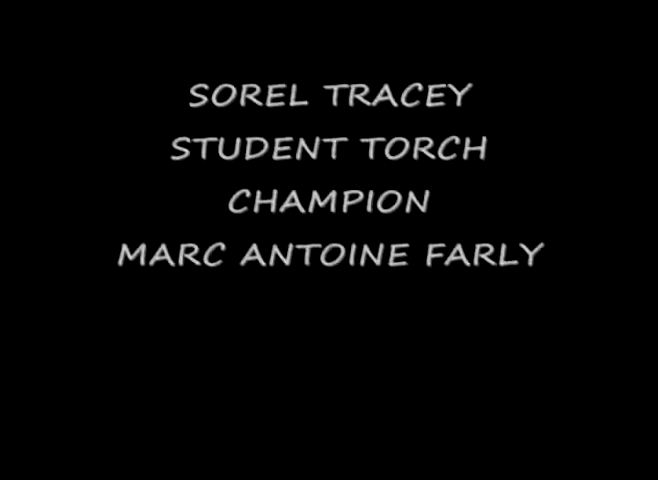 SOREL TRACEY
STUDENT TORCH
CHAMPION
MARC ANTOINE FARLY